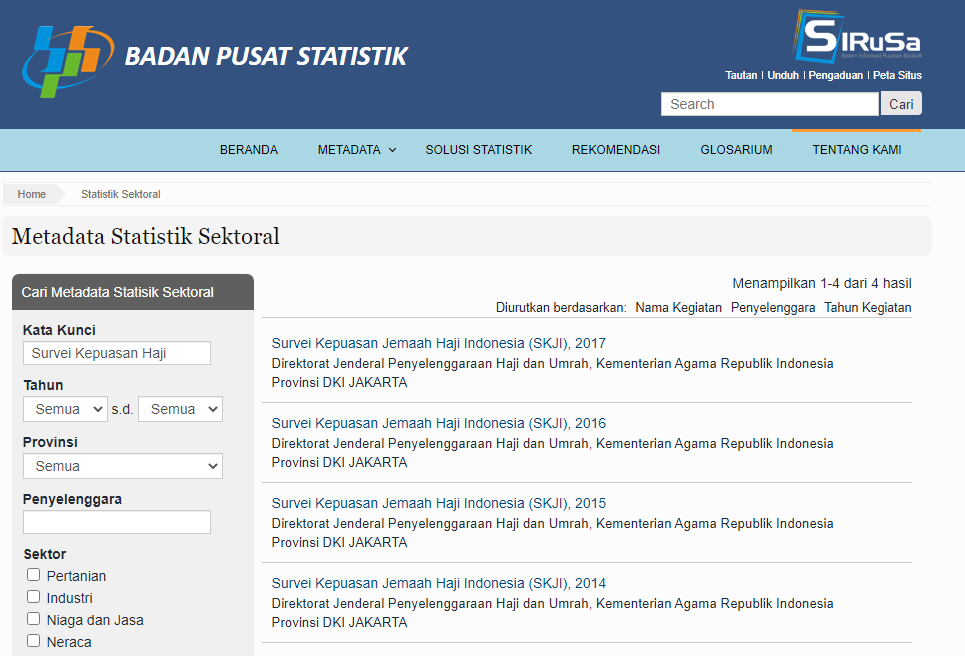 BADAN PUSAT STATISTIK
SIRuSa
Tautan | Unduh | Pengaduan | Peta Situs
Search
Cari
BERANDA METADATA SOLUSI STATISTIK REKOMENDASI GLOSARIUM TENTANG KAMI
Home Statistik Sektoral
Metadata Statistik Sektoral
Cari Metadata Statisik Sektoral
Kata Kunci
Survei Kepuasan Haji
Tahun
Semua s.d. Semua
Provinsi
Semua
Penyelenggara
Sektor
Pertanian
Industri
Niaga dan Jasa
Neraca
Menampilkan 1-4 dari 4 hasil
Diurutkan berdasarkan: Nama Kegiatan Penyelenggara Tahun Kegiatan
Survei Kepuasan Jemaah Haji Indonesia (SKJI), 2017
Direktorat Jenderal Penyelenggaraan Haji dan Umrah, Kementerian Agama Republik Indonesia
Provinsi DKI JAKARTA
Survei Kepuasan Jemaah Haji Indonesia (SKJI), 2016
Direktorat Jenderal Penyelenggaraan Haji dan Umrah, Kementerian Agama Republik Indonesia
Provinsi DKI JAKARTA
Survei Kepuasan Jemaah Haji Indonesia (SKJI), 2015
Direktorat Jenderal Penyelenggaraan Haji dan Umrah, Kementerian Agama Republik Indonesia
Provinsi DKI JAKARTA
Survei Kepuasan Jemaah Haji Indonesia (SKJI), 2014
Direktorat Jenderal Penyelenggaraan Haji dan Umrah, Kementerian Agama Republik Indonesia
Provinsi DKI JAKARTA